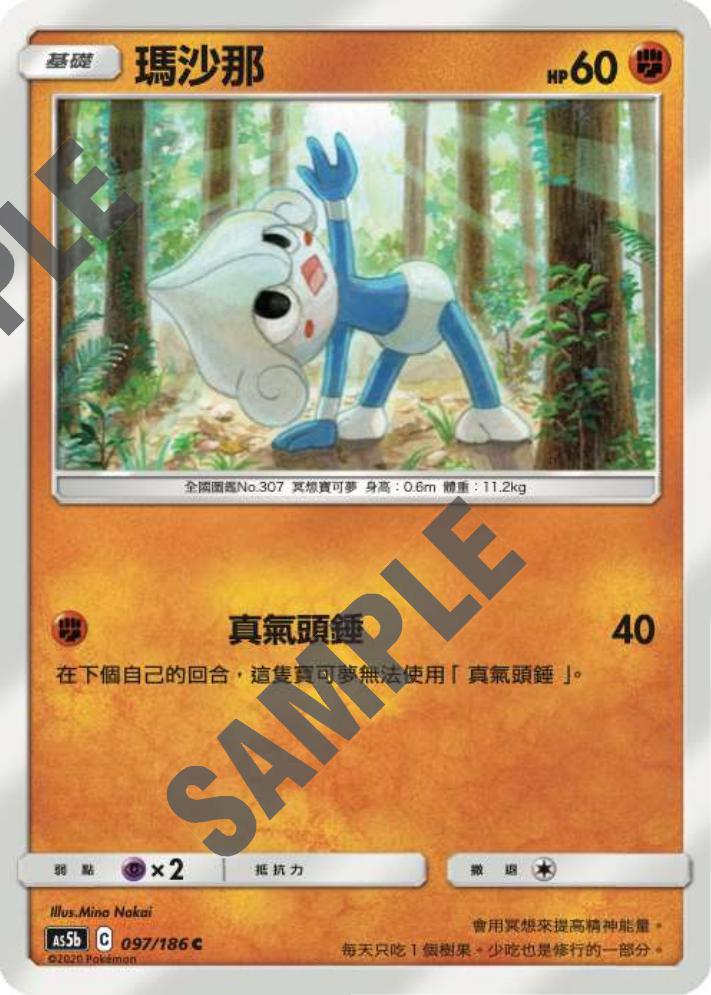 基礎 瑪沙那 HP60
PLE
全國圖鑑No.307 冥想寶可夢 身高：0.6m 體重：11.2kg
真氣頭錘 40
在下個自己的回合，這隻寶可夢無法使用「真氣頭錘」。
SAMPLE
弱點 ×2 抵抗力 撤退
Illus.Mina Nakai
會用冥想來提高精神能量。
AS5b C 097/186 C
每天只吃1個樹果。少吃也是修行的一部分。
©2020 Pokémon